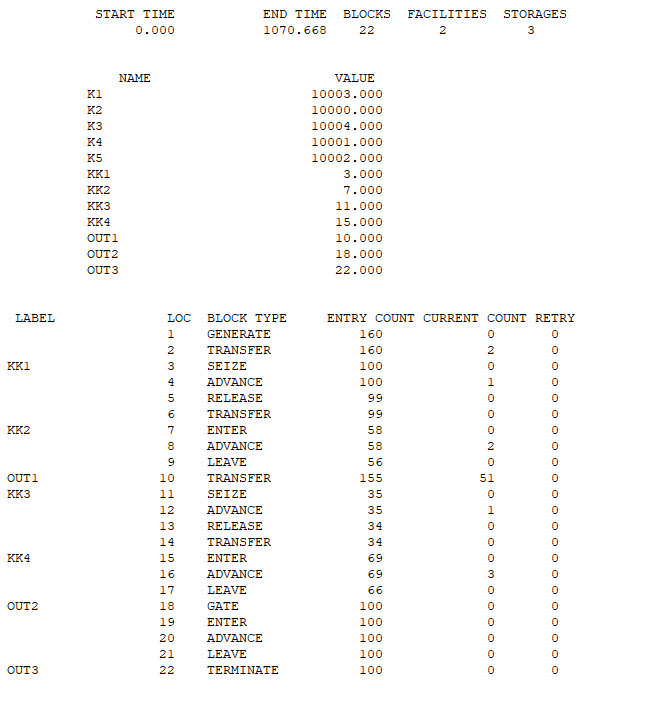 START TIME END TIME BLOCKS FACILITIES STORAGES
0.000 1070.668 22 2 3
NAME VALUE
K1 10003.000
K2 10000.000
K3 10004.000
K4 10001.000
K5 10002.000
KK1 3.000
KK2 7.000
KK3 11.000
KK4 15.000
OUT1 10.000
OUT2 18.000
OUT3 22.000
LABEL LOC BLOCK TYPE ENTRY COUNT CURRENT COUNT RETRY
1 GENERATE 160 0 0
2 TRANSFER 160 2 0
KK1 3 SEIZE 100 0 0
4 ADVANCE 100 1 0
5 RELEASE 99 0 0
6 TRANSFER 99 0 0
KK2 7 ENTER 58 0 0
8 ADVANCE 58 2 0
9 LEAVE 56 0 0
OUT1 10 TRANSFER 155 51 0
KK3 11 SEIZE 35 0 0
12 ADVANCE 35 1 0
13 RELEASE 34 0 0
14 TRANSFER 34 0 0
KK4 15 ENTER 69 0 0
16 ADVANCE 69 3 0
17 LEAVE 66 0 0
OUT2 18 GATE 100 0 0
19 ENTER 100 0 0
20 ADVANCE 100 0 0
21 LEAVE 100 0 0
OUT3 22 TERMINATE 100 0 0